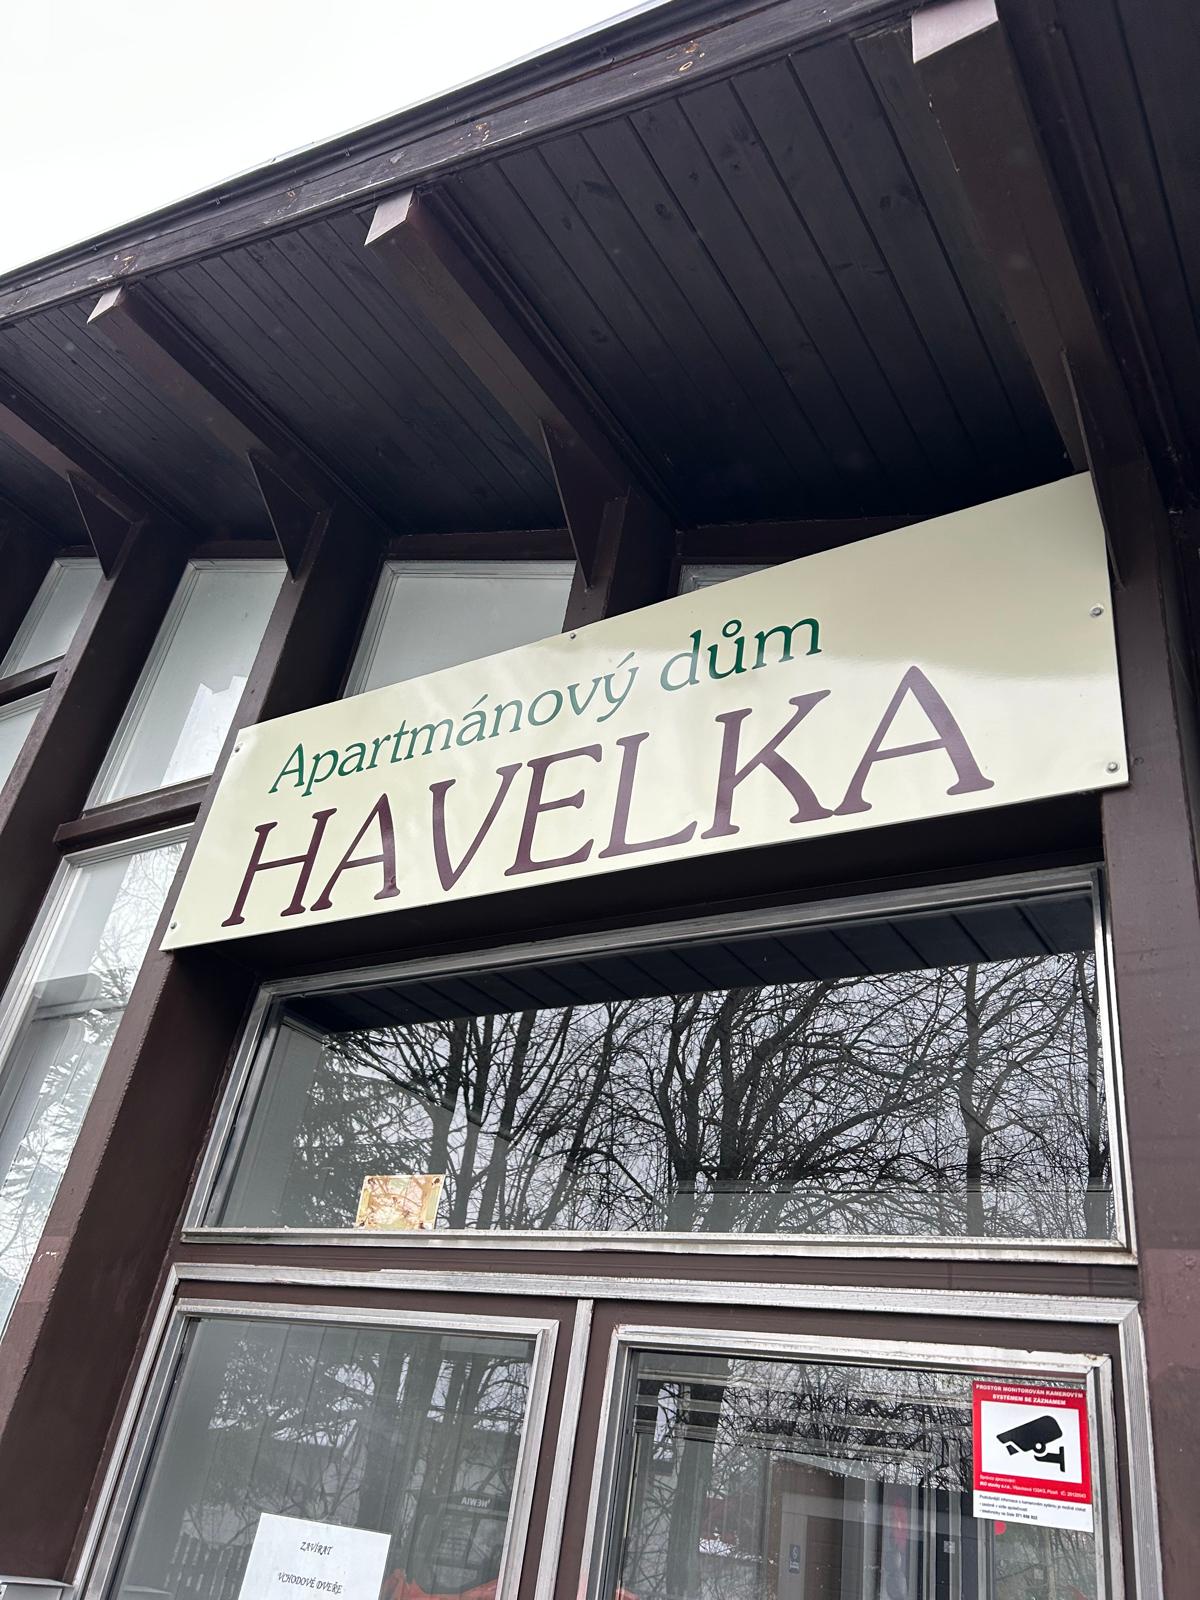 Apartmánový dům
HAVELKA
PROSTOR MONITOROVÁN KAMEROVÝM
SYSTÉMEM SE ZÁZNAMEM
ZAVÍRAT
VCHODOVÉ DVEŘE